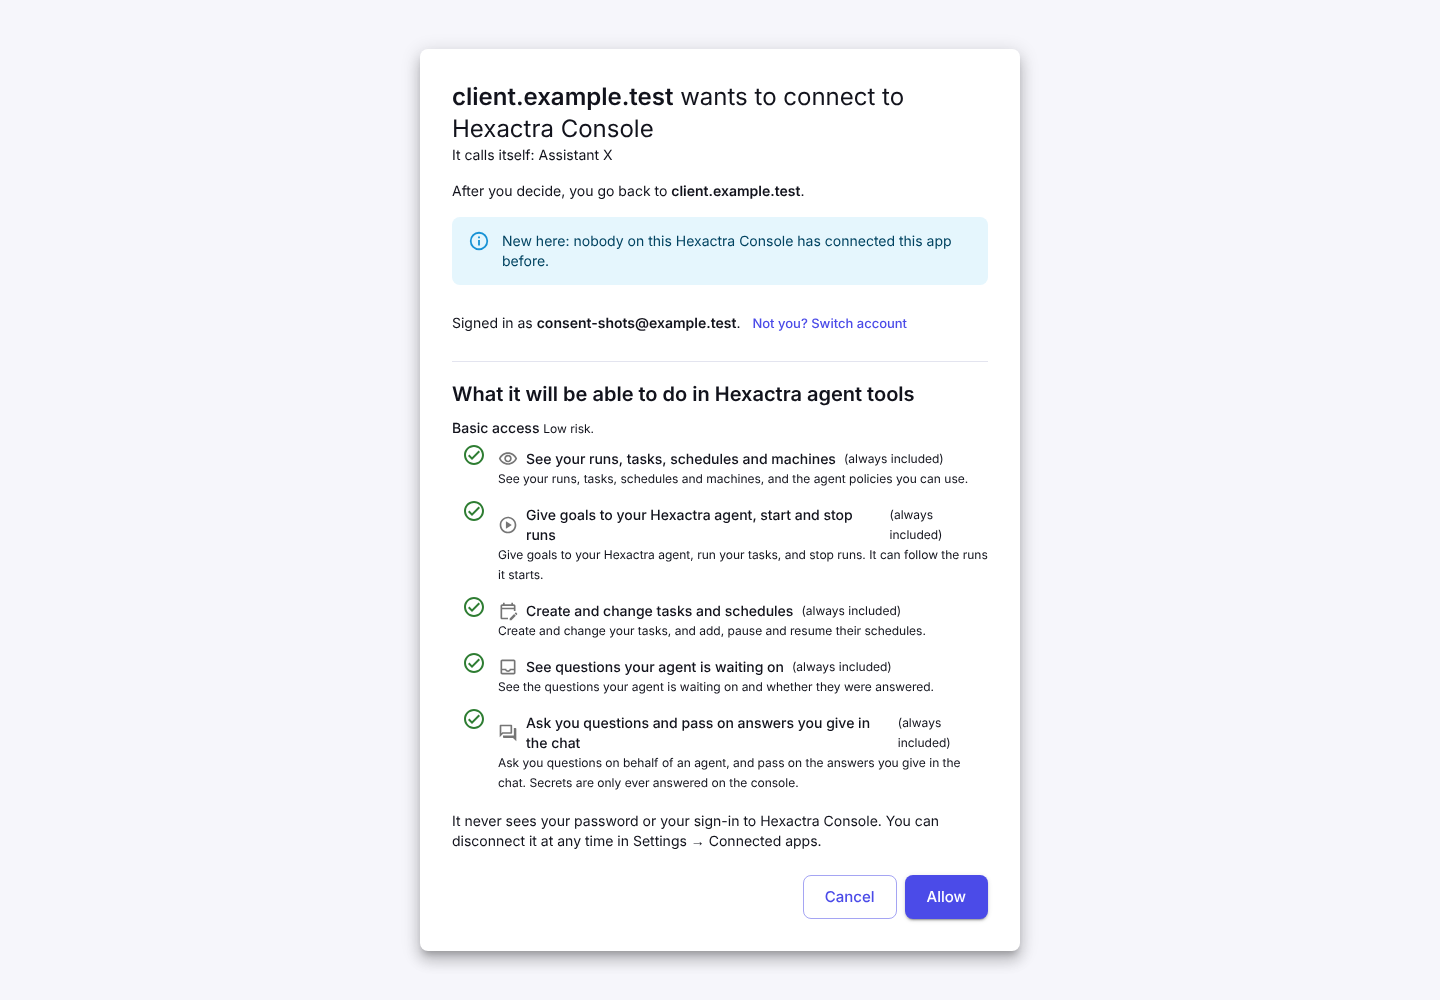 client.example.test wants to connect to
Hexactra Console
It calls itself: Assistant X
After you decide, you go back to client.example.test.
New here: nobody on this Hexactra Console has connected this app
before.
Signed in as consent-shots@example.test. Not you? Switch account
What it will be able to do in Hexactra agent tools
Basic access Low risk.
See your runs, tasks, schedules and machines (always included)
See your runs, tasks, schedules and machines, and the agent policies you can use.
Give goals to your Hexactra agent, start and stop (always
runs included)
Give goals to your Hexactra agent, run your tasks, and stop runs. It can follow the runs
it starts.
Create and change tasks and schedules (always included)
Create and change your tasks, and add, pause and resume their schedules.
See questions your agent is waiting on (always included)
See the questions your agent is waiting on and whether they were answered.
Ask you questions and pass on answers you give in (always
the chat included)
Ask you questions on behalf of an agent, and pass on the answers you give in the
chat. Secrets are only ever answered on the console.
It never sees your password or your sign-in to Hexactra Console. You can
disconnect it at any time in Settings → Connected apps.
Cancel Allow